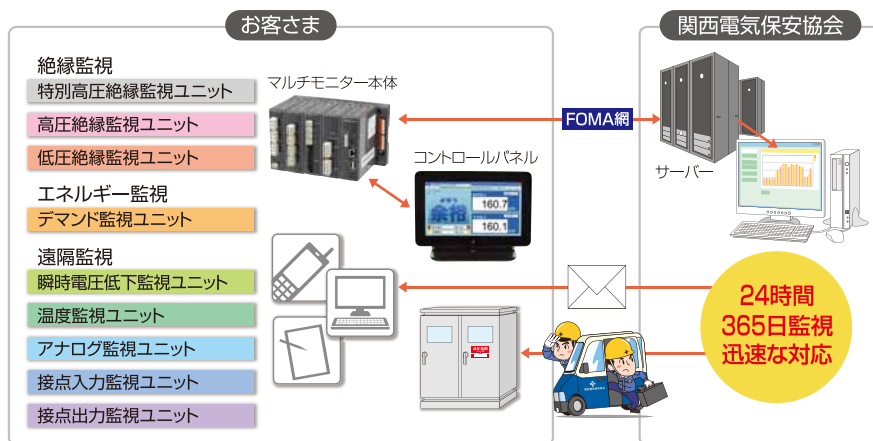 お客さま
関西電気保安協会
絶縁監視
特別高圧絶縁監視ユニット
高圧絶縁監視ユニット
低圧絶縁監視ユニット
エネルギー監視
デマンド監視ユニット
遠隔監視
瞬時電圧低下監視ユニット
温度監視ユニット
アナログ監視ユニット
接点入力監視ユニット
接点出力監視ユニット
マルチモニター本体
コントロールパネル
余裕
160.7
160.1
FOMA網
サーバー
24時間
365日監視
迅速な対応